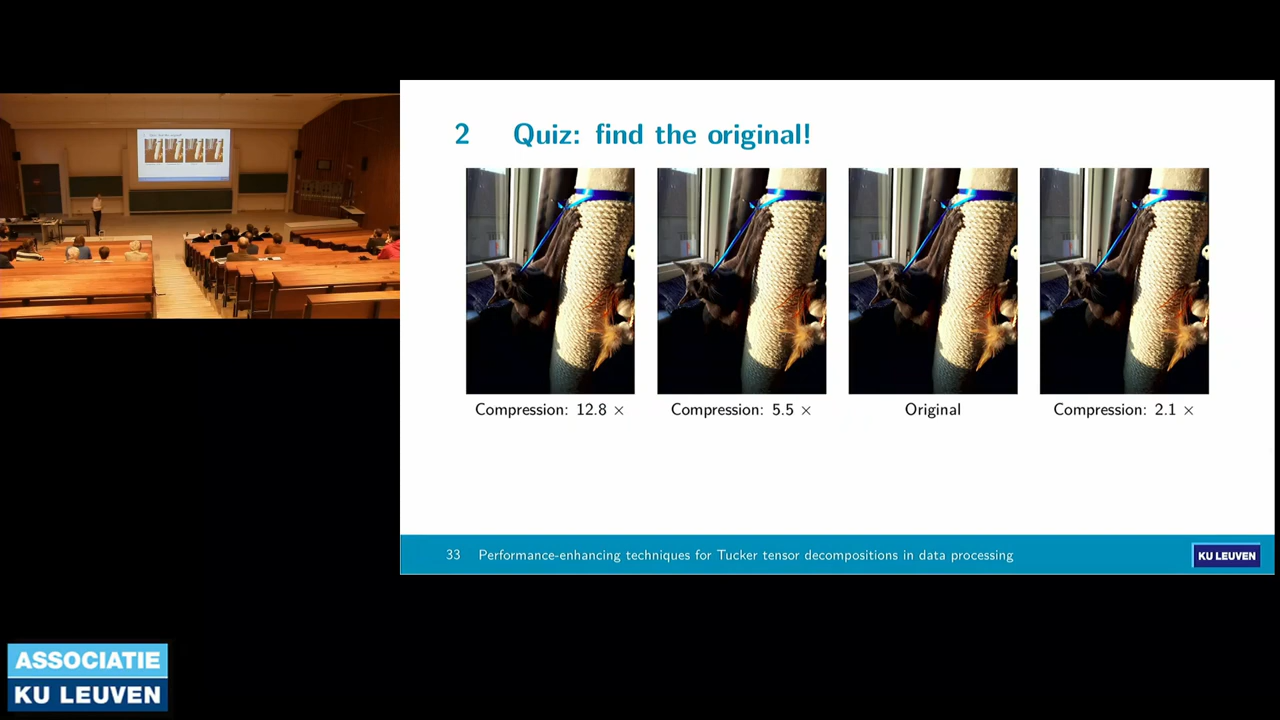 2 Quiz: find the original!
Compression: 12.8 ×
Compression: 5.5 ×
Original
Compression: 2.1 ×
33 Performance-enhancing techniques for Tucker tensor decompositions in data processing
KU LEUVEN
ASSOCIATIE
KU LEUVEN